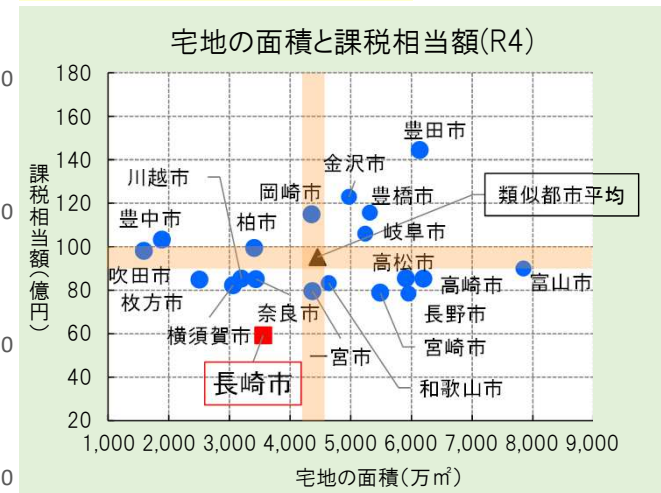 宅地の面積と課税相当額(R4)
課税相当額(億円)
180
160
140
120
100
80
60
40
20
0
0
0
0
豊田市
金沢市
川越市
岡崎市
豊橋市
類似都市平均
豊中市
柏市
岐阜市
吹田市
高松市
高崎市
富山市
枚方市
奈良市
長野市
横須賀市
一宮市
宮崎市
長崎市
和歌山市
1,000 2,000 3,000 4,000 5,000 6,000 7,000 8,000 9,000
宅地の面積(万㎡)